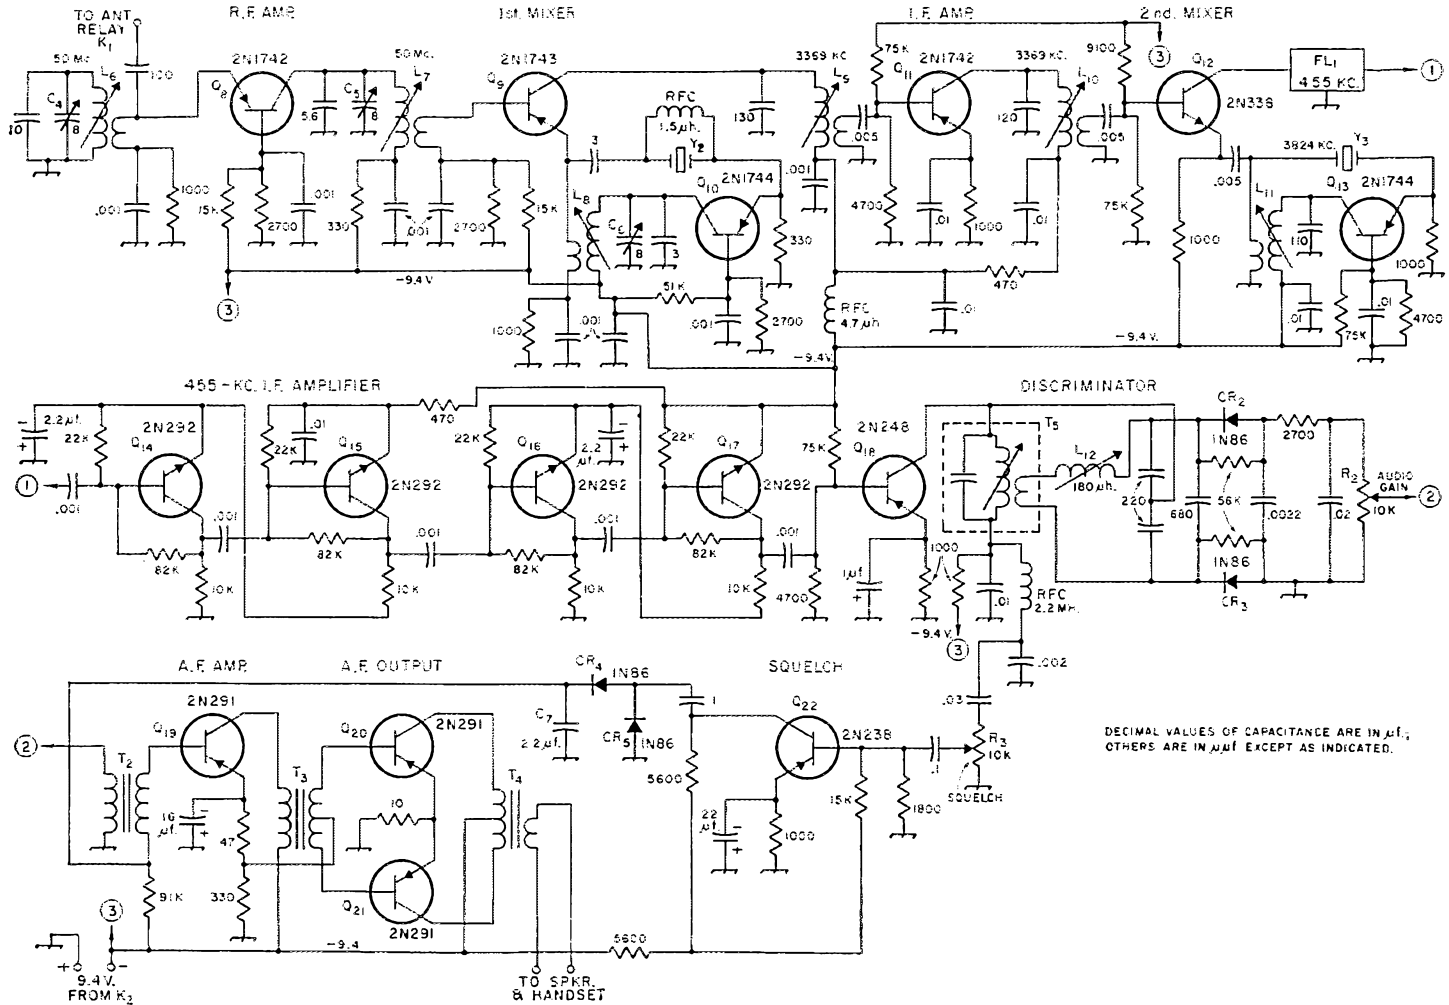 TO ANT.
RELAY
K1
R.F. AMP.
1st. MIXER
I.F. AMP.
2nd. MIXER
50 Mc.
L6
C4
8
10
100
2N1742
Q8
50 Mc.
L7
C5
8
5.6
2N1743
Q9
3369 KC
L9
130
75K
2N1742
Q11
.005
3369 KC.
L10
120
9100
3
.005
Q12
2N338
FL1
455 KC.
1
.001
1000
15K
2700
.001
330
.001
2700
15K
3
RFC
1.5 µh.
Y2
Q10
2N1744
L8
C6
8
3
330
.001
4700
.01
1000
.01
75K
1000
.005
3824 KC.
Y3
L11
Q13
2N1744
110
1000
3
-9.4 V
1000
.001
51K
.001
2700
RFC
4.7 µh
.01
470
-9.4V.
-9.4 V.
.01
75K
.01
4700
455-KC. I.F. AMPLIFIER
DISCRIMINATOR
2.2 µf.
22K
Q14
2N292
1
.001
82K
10K
.001
22K
.01
Q15
2N292
82K
10K
470
.001
22K
Q16
2.2
µf.
2N292
82K
10K
.001
22K
Q17
2N292
82K
10K
.001
4700
75K
2N248
Q18
1 µf
1000
T5
L12
180 µh.
220
680
CR2
1N86
56K
.0022
1N86
CR3
2700
.02
R2
AUDIO
GAIN
10K
2
.01
RFC
2.2 MH.
-9.4 V.
3
.002
.03
A.F. AMP.
A.F. OUTPUT
SQUELCH
2
T2
Q19
2N291
16
µf.
47
91K
330
T3
Q20
2N291
10
Q21
2N291
T4
CR4
1N86
C7
2.2 µf.
CR5
1N86
.1
5600
Q22
2N238
22
µf.
1000
15K
1800
.1
R3
10K
SQUELCH
DECIMAL VALUES OF CAPACITANCE ARE IN µf.;
OTHERS ARE IN µµf EXCEPT AS INDICATED.
3
-9.4
5600
+ -
9.4 V.
FROM K2
TO SPKR.
& HANDSET